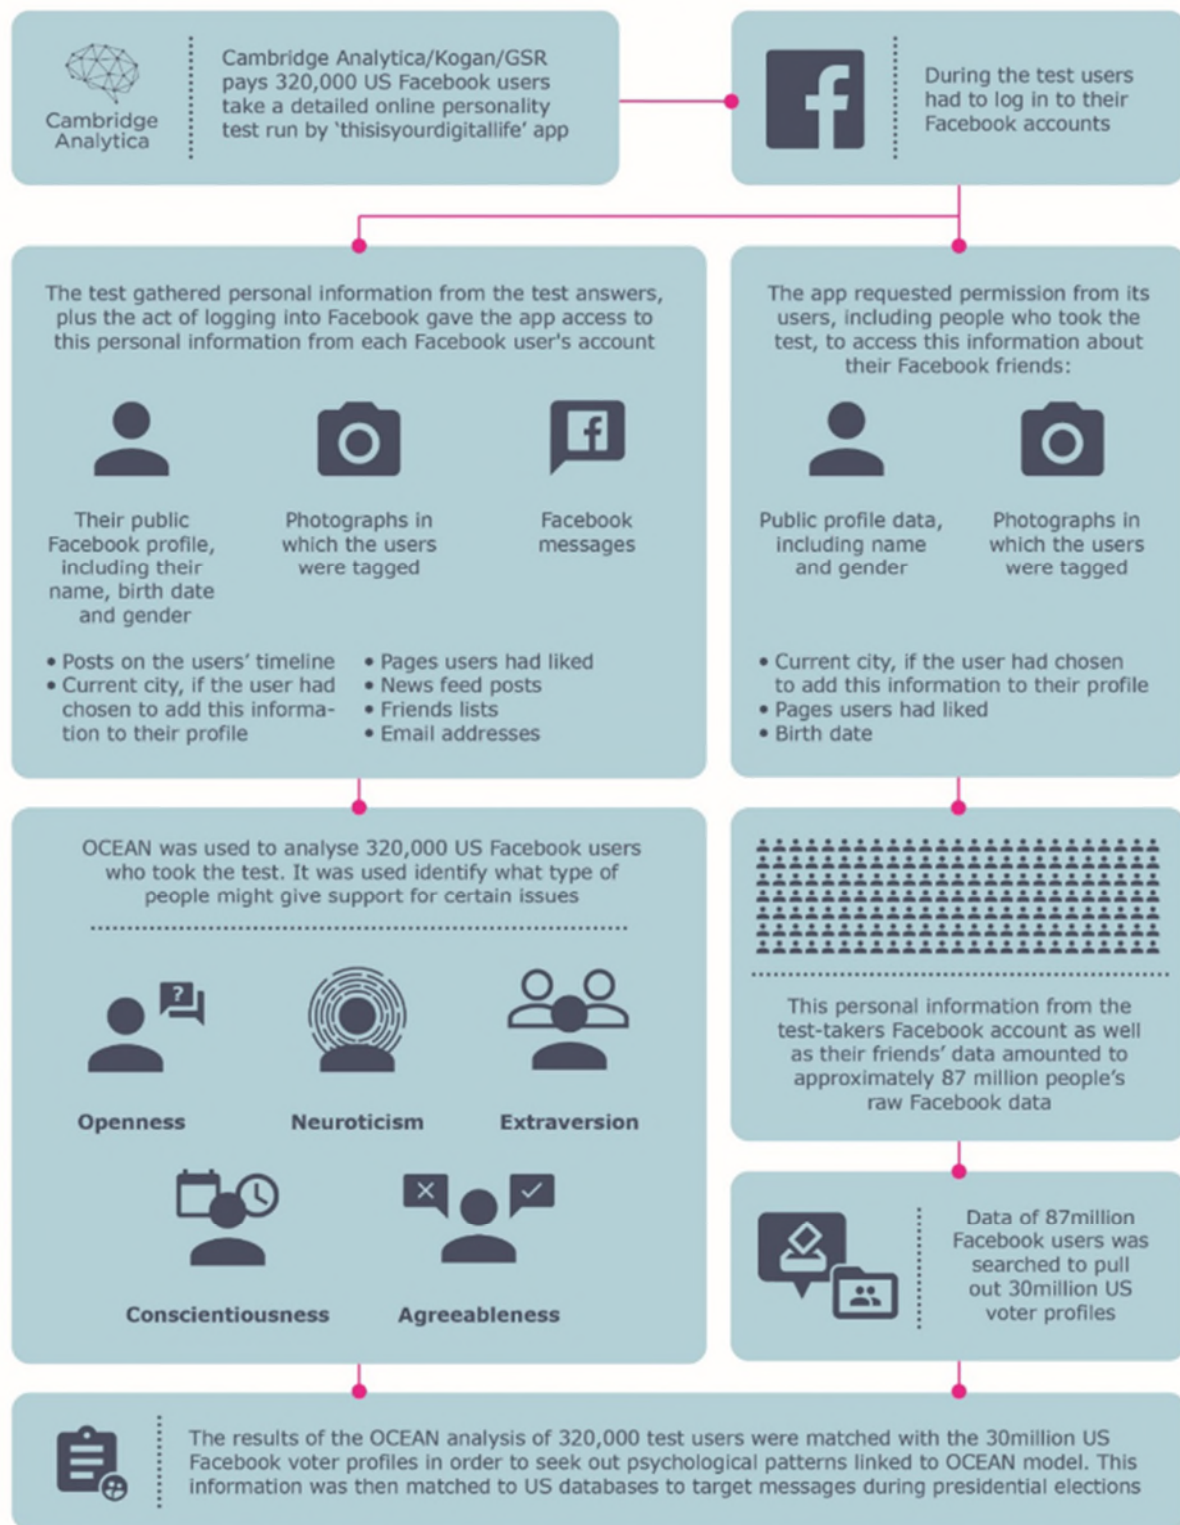 Cambridge
Analytica
Cambridge Analytica/Kogan/GSR
pays 320,000 US Facebook users
take a detailed online personality
test run by ‘thisisyourdigitallife’ app
During the test users
had to log in to their
Facebook accounts
The test gathered personal information from the test answers,
plus the act of logging into Facebook gave the app access to
this personal information from each Facebook user's account
Their public
Facebook profile,
including their
name, birth date
and gender
Photographs in
which the users
were tagged
Facebook
messages
• Posts on the users’ timeline
• Current city, if the user had
chosen to add this informa-
tion to their profile
• Pages users had liked
• News feed posts
• Friends lists
• Email addresses
The app requested permission from its
users, including people who took the
test, to access this information about
their Facebook friends:
Public profile data,
including name
and gender
Photographs in
which the users
were tagged
• Current city, if the user had chosen
to add this information to their profile
• Pages users had liked
• Birth date
OCEAN was used to analyse 320,000 US Facebook users
who took the test. It was used identify what type of
people might give support for certain issues
?
Openness
Neuroticism
Extraversion
Conscientiousness
Agreeableness
This personal information from the
test-takers Facebook account as well
as their friends’ data amounted to
approximately 87 million people’s
raw Facebook data
Data of 87million
Facebook users was
searched to pull
out 30million US
voter profiles
The results of the OCEAN analysis of 320,000 test users were matched with the 30million US
Facebook voter profiles in order to seek out psychological patterns linked to OCEAN model. This
information was then matched to US databases to target messages during presidential elections